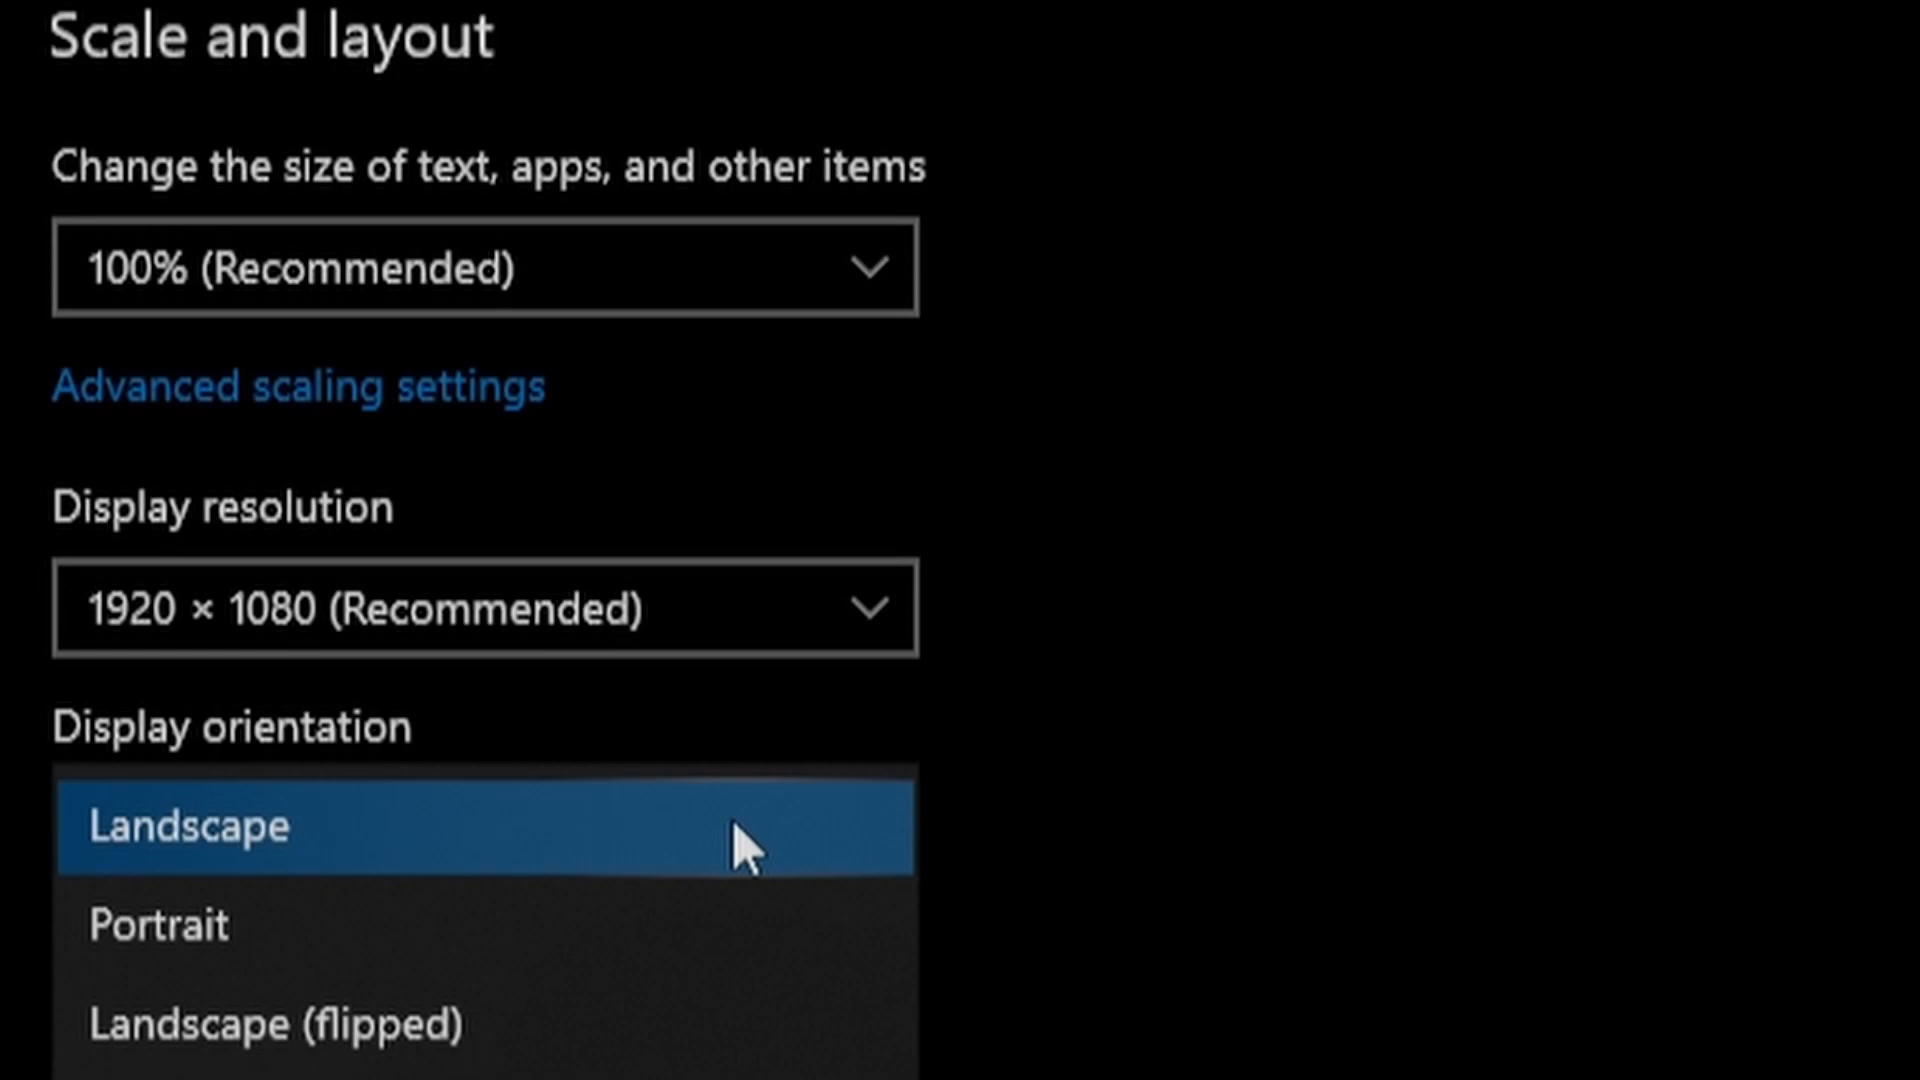 Scale and layout
Change the size of text, apps, and other items
100% (Recommended)
Advanced scaling settings
Display resolution
1920 × 1080 (Recommended)
Display orientation
Landscape
Portrait
Landscape (flipped)